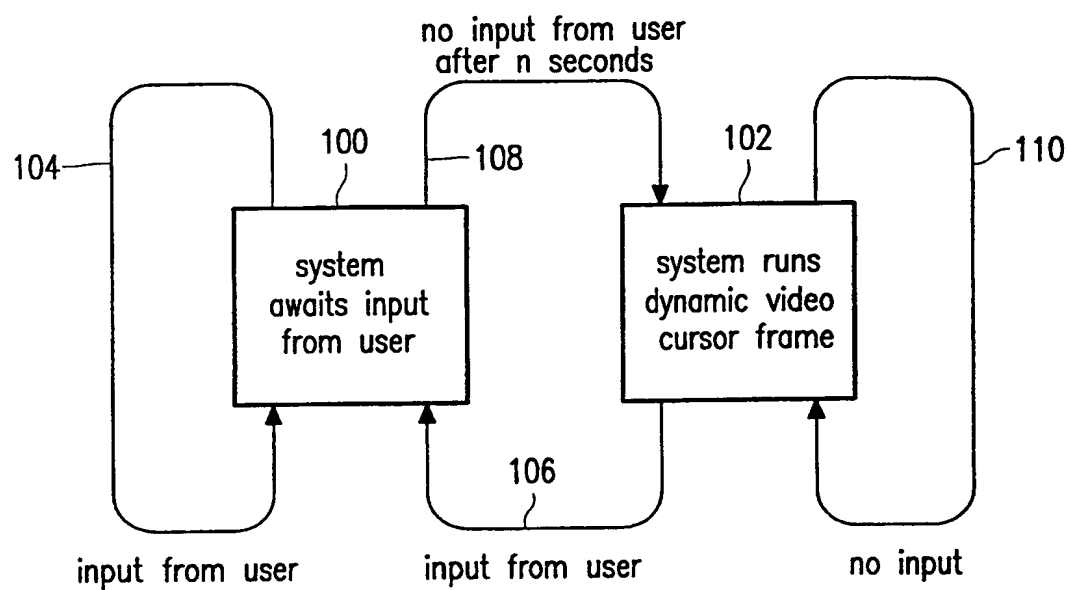 no input from user
after n seconds
104
100
108
102
110
system
awaits input
from user
system runs
dynamic video
cursor frame
106
input from user
input from user
no input